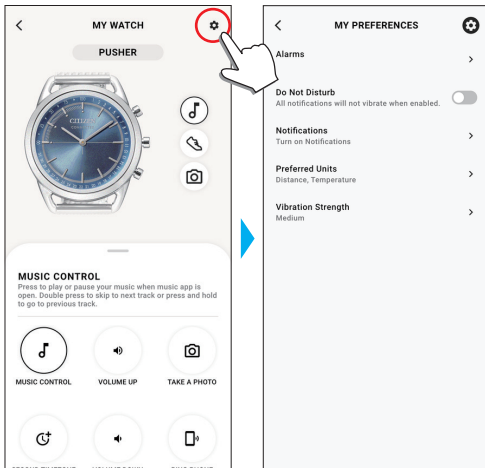 MY WATCH
PUSHER
CITIZEN
MUSIC CONTROL
Press to play or pause your music when music app is
open. Double press to skip to next track or press and hold
to go to previous track.
MUSIC CONTROL
VOLUME UP
TAKE A PHOTO
MY PREFERENCES
Alarms
Do Not Disturb
All notifications will not vibrate when enabled.
Notifications
Turn on Notifications
Preferred Units
Distance, Temperature
Vibration Strength
Medium